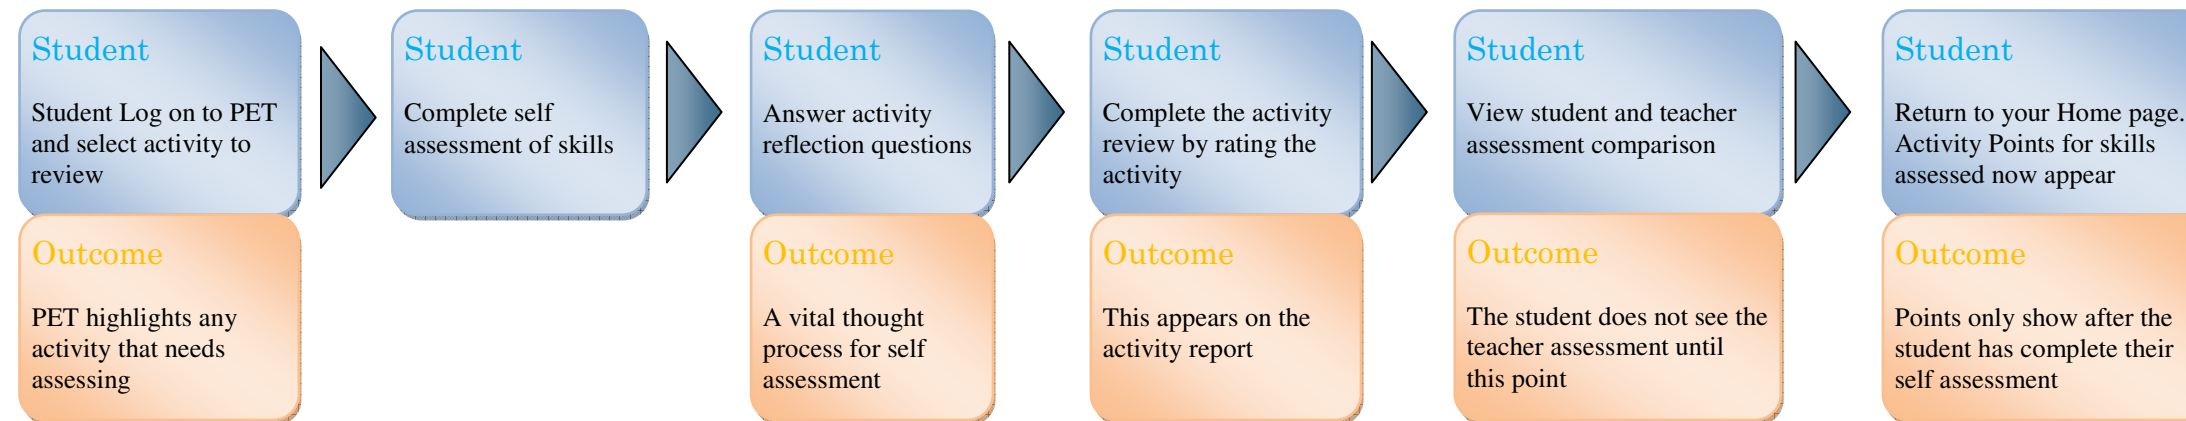 Student
Student Log on to PET
and select activity to
review
Outcome
PET highlights any
activity that needs
assessing
Student
Complete self
assessment of skills
Student
Answer activity
reflection questions
Outcome
A vital thought
process for self
assessment
Student
Complete the activity
review by rating the
activity
Outcome
This appears on the
activity report
Student
View student and teacher
assessment comparison
Outcome
The student does not see the
teacher assessment until
this point
Student
Return to your Home page.
Activity Points for skills
assessed now appear
Outcome
Points only show after the
student has complete their
self assessment